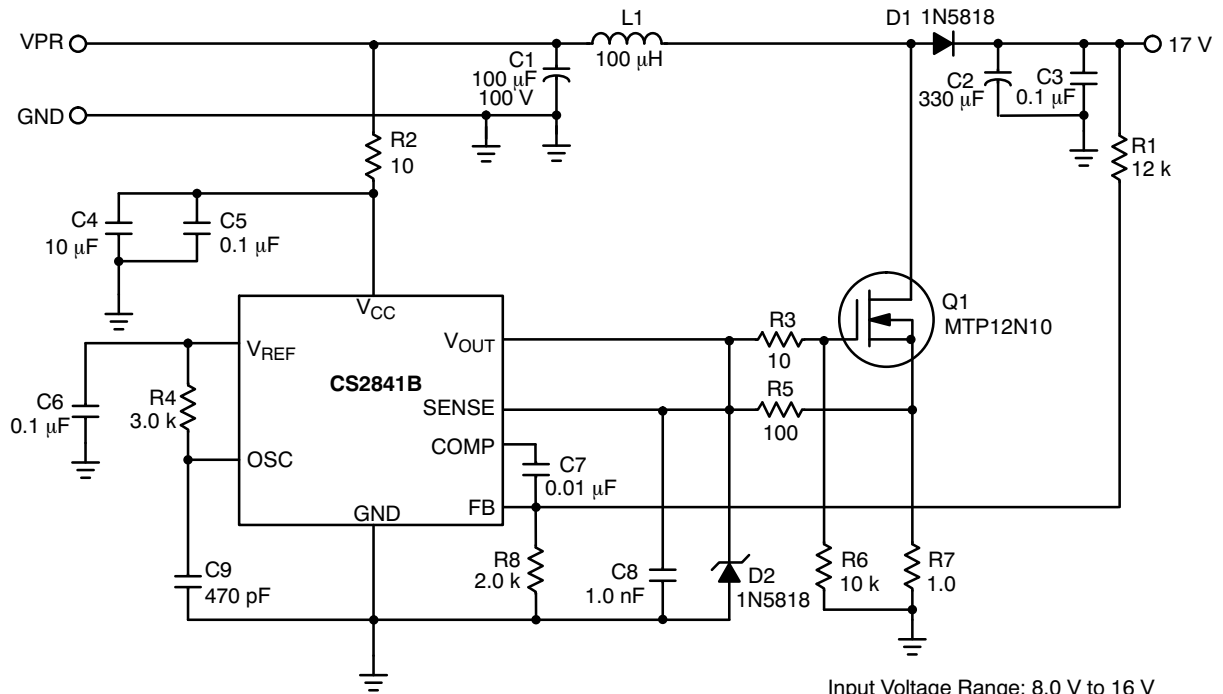 L1
D1 1N5818
VPR
100 μH
17 V
C1
100 μF
100 V
C2
330 μF
C3
0.1 μF
GND
R2
10
R1
12 k
C4
10 μF
C5
0.1 μF
VCC
Q1
MTP12N10
VREF
VOUT
R3
10
CS2841B
C6
0.1 μF
R4
3.0 k
SENSE
R5
100
COMP
OSC
C7
0.01 μF
GND
FB
C9
470 pF
R8
2.0 k
C8
1.0 nF
D2
1N5818
R6
10 k
R7
1.0
Input Voltage Range: 8.0 V to 16 V